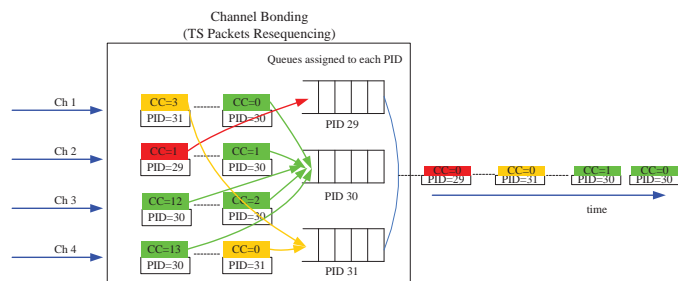 Channel Bonding
(TS Packets Resequencing)
Queues assigned to each PID
Ch 1
CC=3
CC=0
PID=31
PID=30
PID 29
Ch 2
CC=1
CC=1
PID=29
PID=30
PID 30
CC=0
CC=0
CC=1
CC=0
PID=29
PID=31
PID=30
PID=30
time
Ch 3
CC=12
CC=2
PID=30
PID=30
Ch 4
CC=13
CC=0
PID=30
PID=31
PID 31